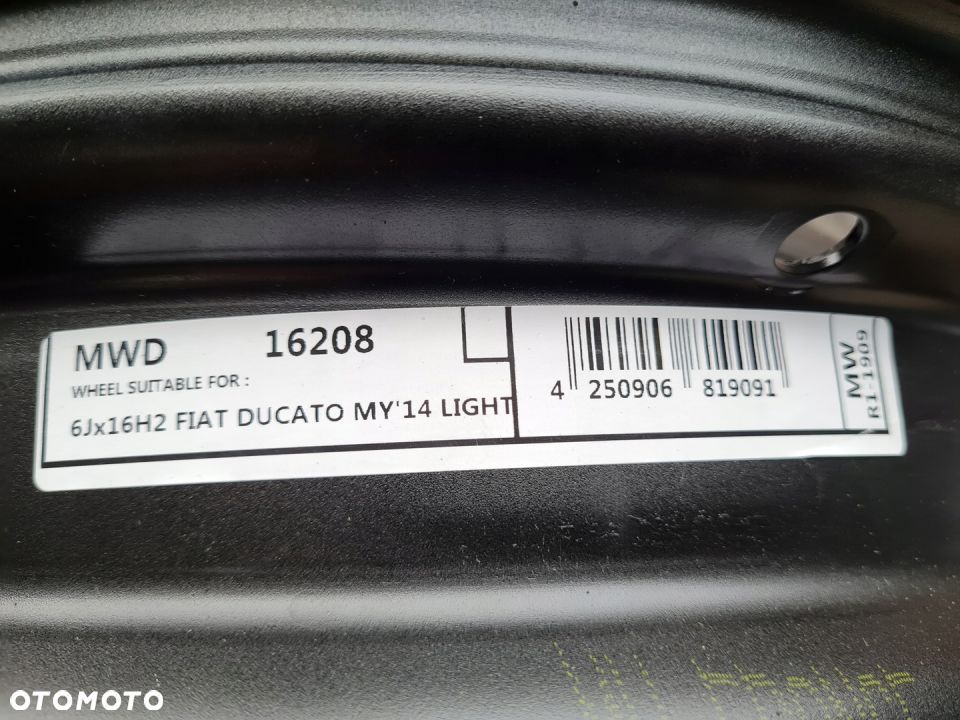 MWD 16208
WHEEL SUITABLE FOR :
6Jx16H2 FIAT DUCATO MY'14 LIGHT
4 250906 819091
MW
R1-1909
OTOMOTO